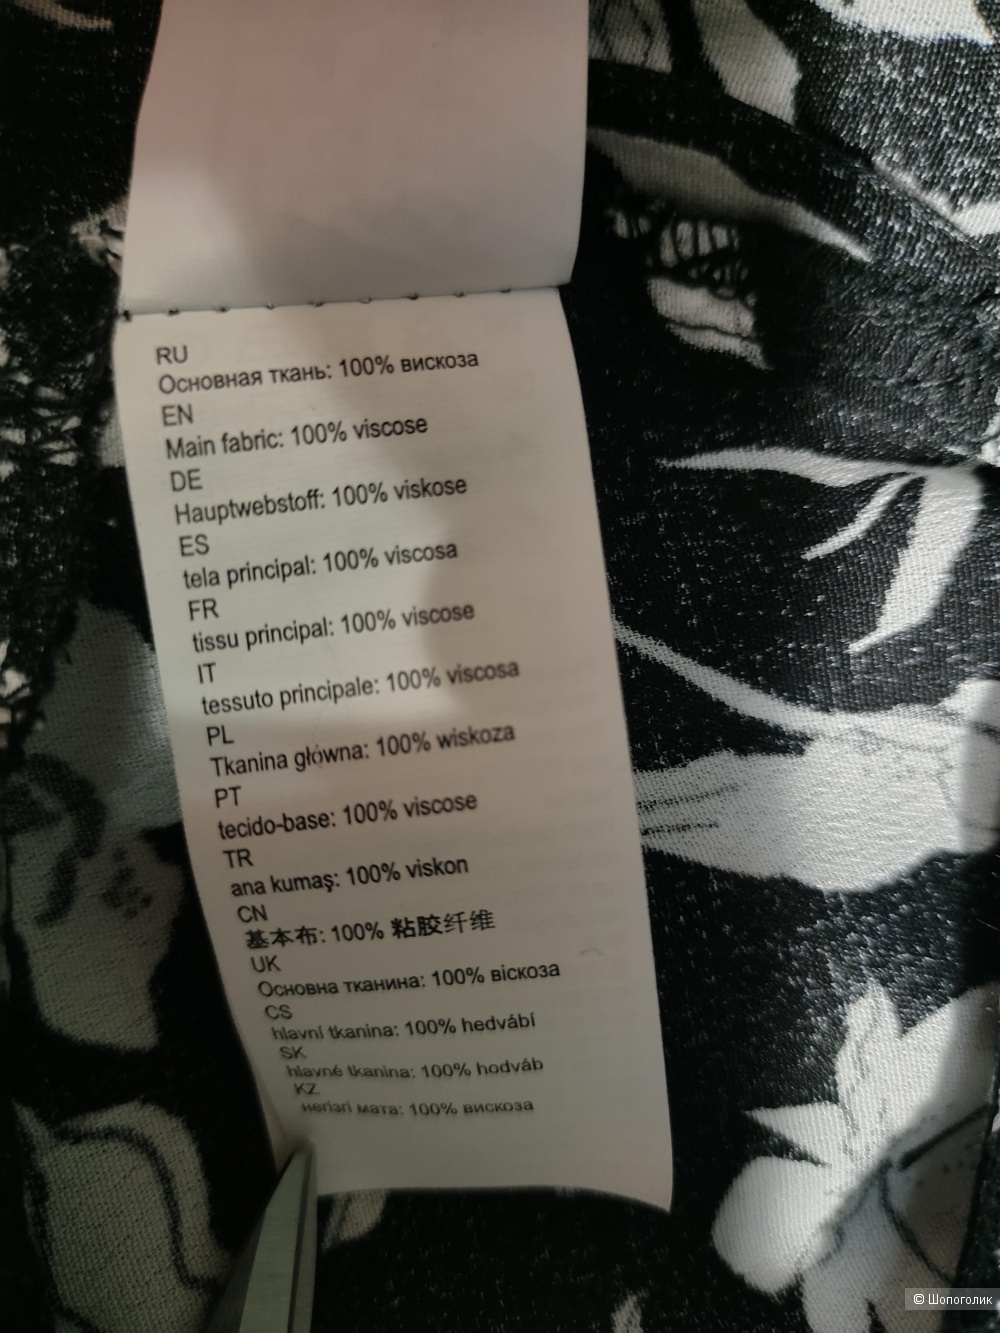 RU
Основная ткань: 100% вискоза
EN
Main fabric: 100% viscose
DE
Hauptwebstoff: 100% viskose
ES
tela principal: 100% viscosa
FR
tissu principal: 100% viscose
IT
tessuto principale: 100% viscosa
PL
Tkanina główna: 100% wiskoza
PT
tecido-base: 100% viscose
TR
ana kumaş: 100% viskon
CN
基本布: 100% 粘胶纤维
UK
Основна тканина: 100% віскоза
CS
hlavní tkanina: 100% hedvábí
SK
hlavné tkanina: 100% hodváb
KZ
мата: 100% вискоза
© Шопоголик